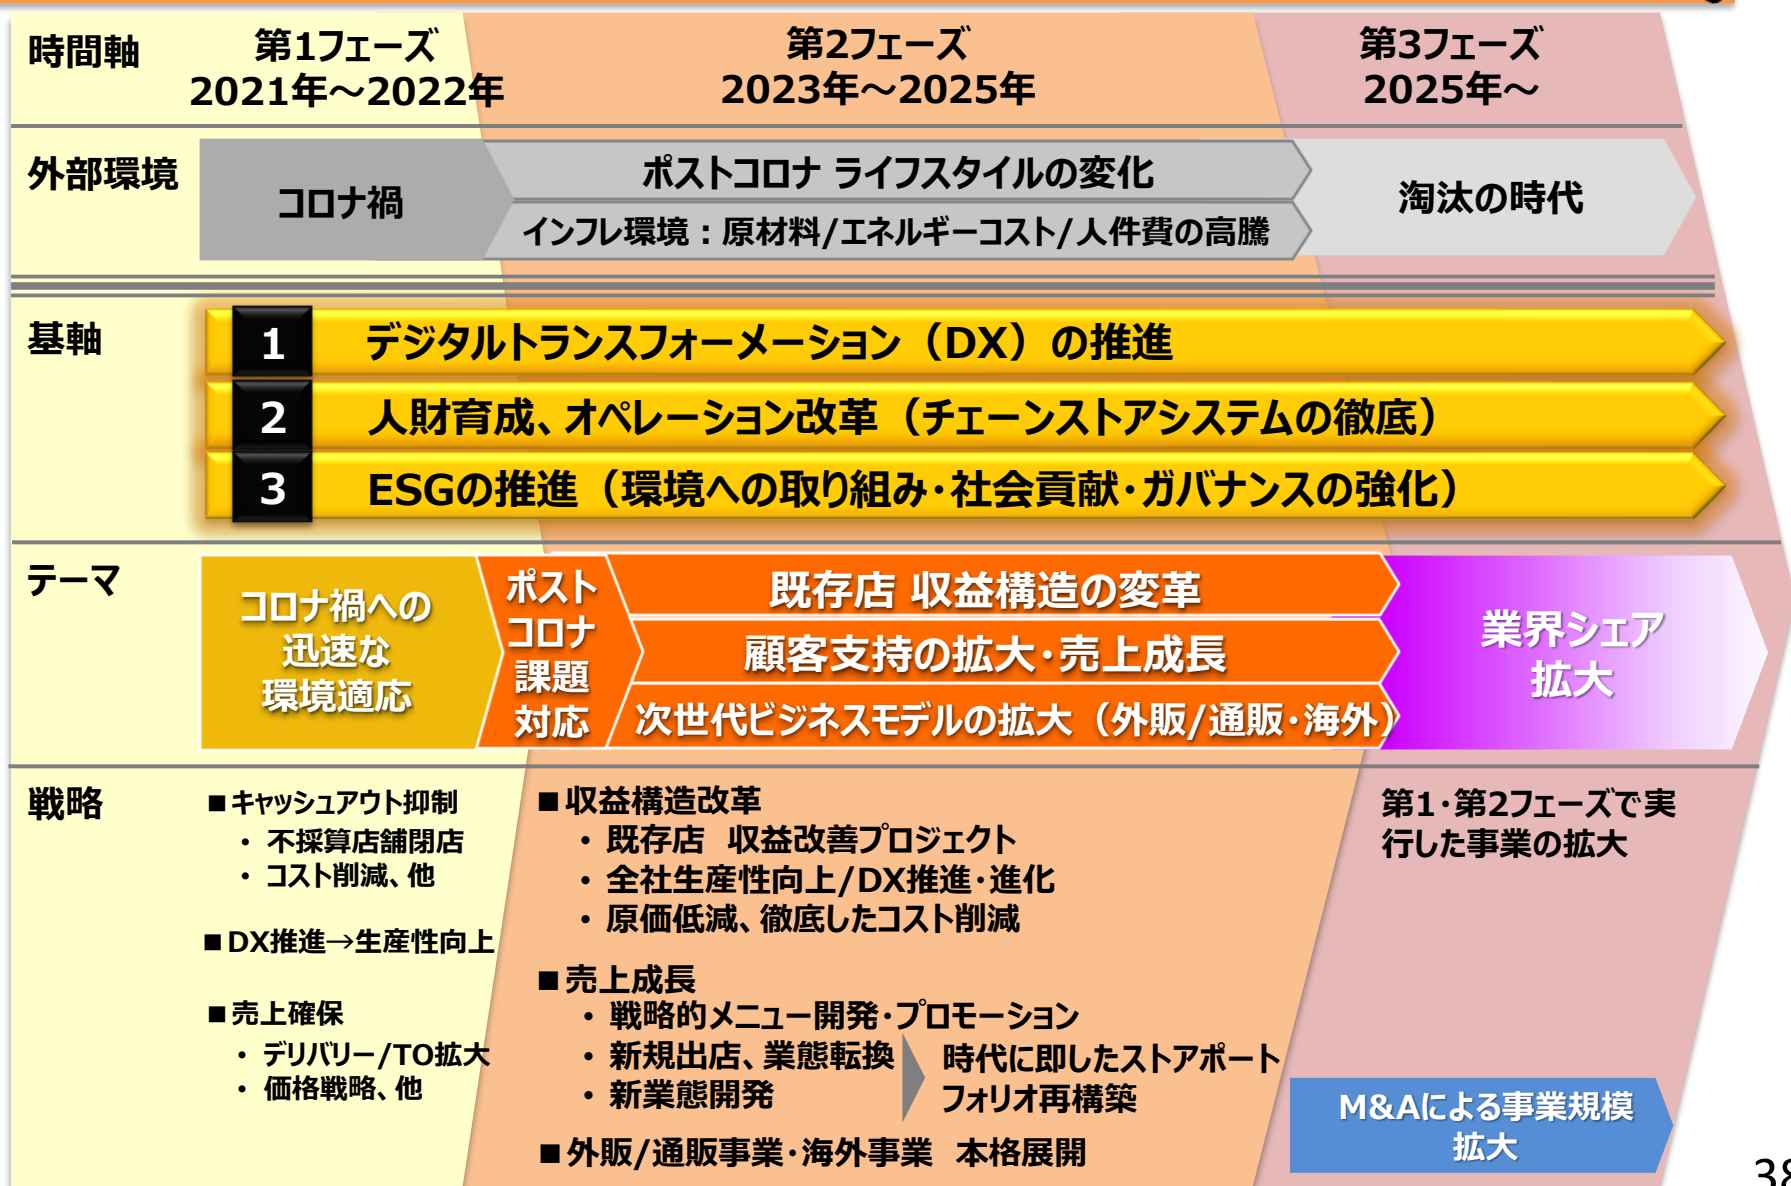 時間軸
第1フェーズ
2021年～2022年
第2フェーズ
2023年～2025年
第3フェーズ
2025年～
外部環境
コロナ禍
ポストコロナ ライフスタイルの変化
インフレ環境：原材料/エネルギーコスト/人件費の高騰
淘汰の時代
基軸
1 デジタルトランスフォーメーション（DX）の推進
2 人財育成、オペレーション改革（チェーンストアシステムの徹底）
3 ESGの推進（環境への取り組み・社会貢献・ガバナンスの強化）
テーマ
コロナ禍への
迅速な
環境適応
ポスト
コロナ
課題
対応
既存店 収益構造の変革
顧客支持の拡大・売上成長
次世代ビジネスモデルの拡大（外販/通販・海外）
業界シェア
拡大
戦略
■キャッシュアウト抑制
・ 不採算店舗閉店
・ コスト削減、他
■DX推進→生産性向上
■売上確保
・ デリバリー/TO拡大
・ 価格戦略、他
■収益構造改革
・ 既存店 収益改善プロジェクト
・ 全社生産性向上/DX推進・進化
・ 原価低減、徹底したコスト削減
■売上成長
・ 戦略的メニュー開発・プロモーション
・ 新規出店、業態転換
・ 新業態開発
時代に即したストアポート
フォリオ再構築
■外販/通販事業・海外事業 本格展開
第1・第2フェーズで実
行した事業の拡大
M&Aによる事業規模
拡大
38